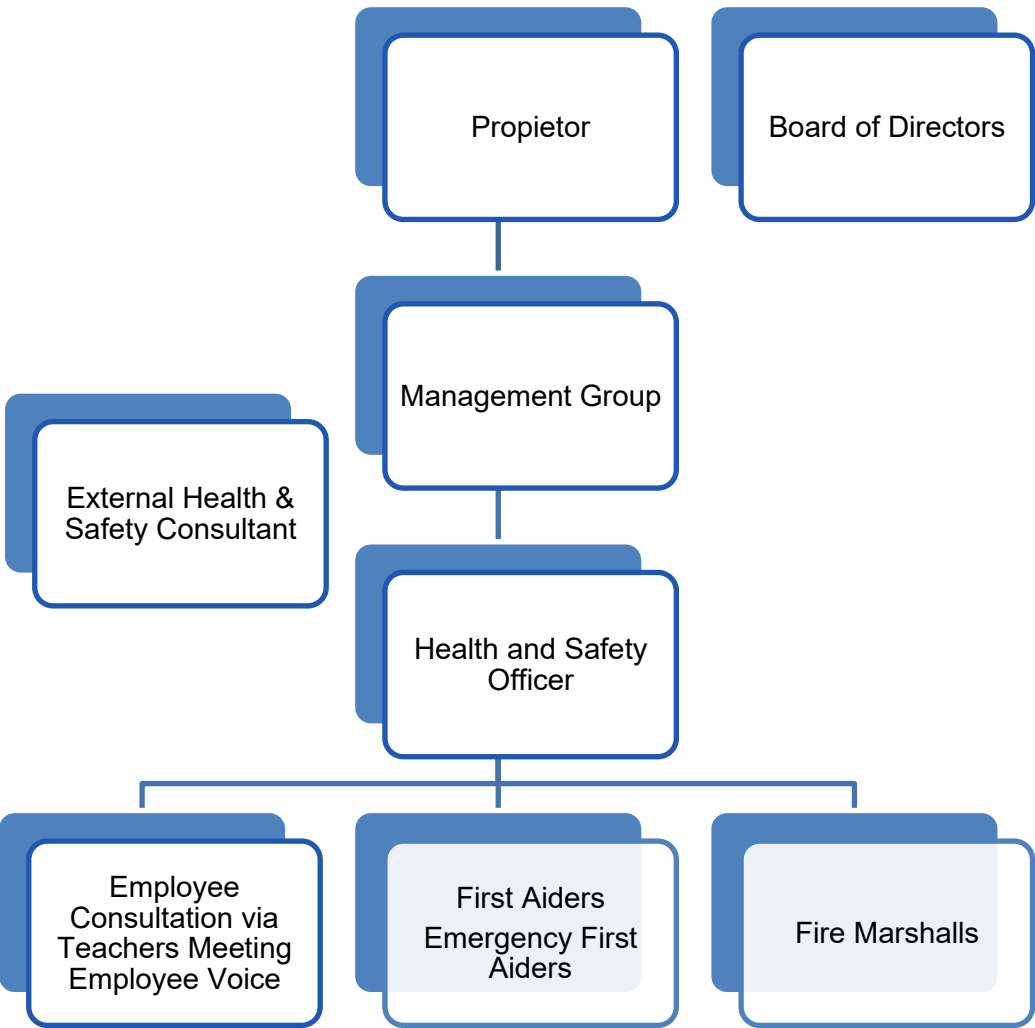 Propietor
Board of Directors
Management Group
External Health &
Safety Consultant
Health and Safety
Officer
Employee
Consultation via
Teachers Meeting
Employee Voice
First Aiders
Emergency First
Aiders
Fire Marshalls